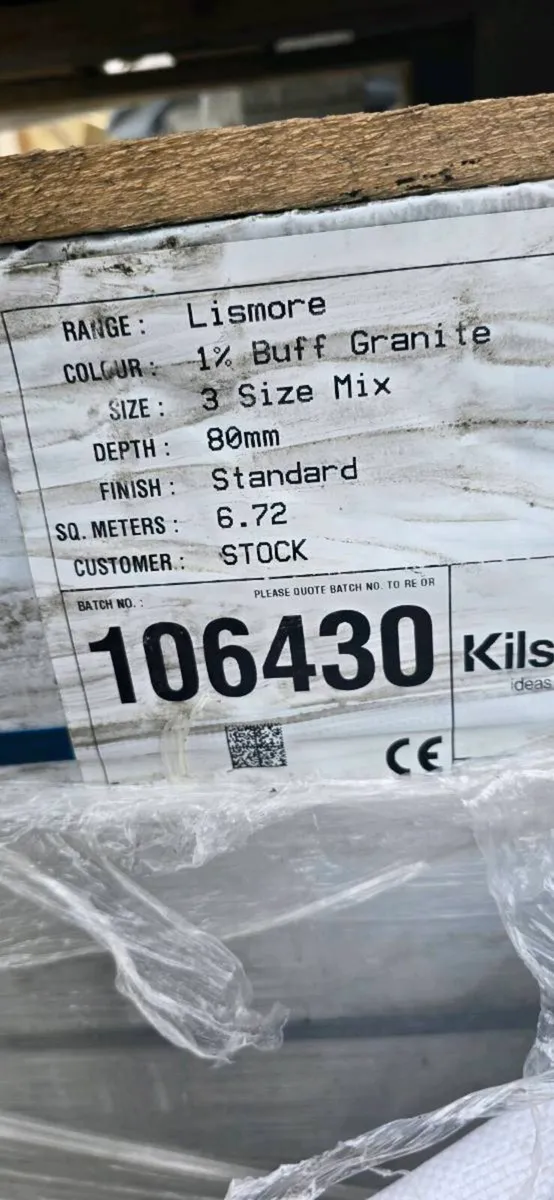 RANGE : Lismore
COLOUR : 1% Buff Granite
SIZE : 3 Size Mix
DEPTH : 80mm
FINISH : Standard
SQ. METERS : 6.72
CUSTOMER : STOCK
BATCH NO. :
PLEASE QUOTE BATCH NO. TO RE OR
106430
Kils
ideas
CE